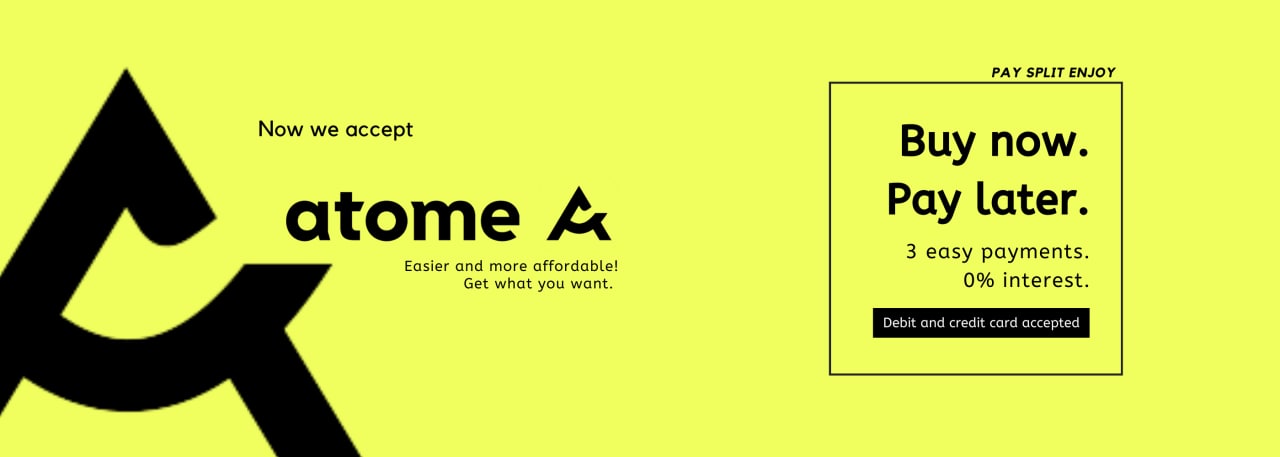 Now we accept
atome
Easier and more affordable!
Get what you want.
PAY SPLIT ENJOY
Buy now.
Pay later.
3 easy payments.
0% interest.
Debit and credit card accepted